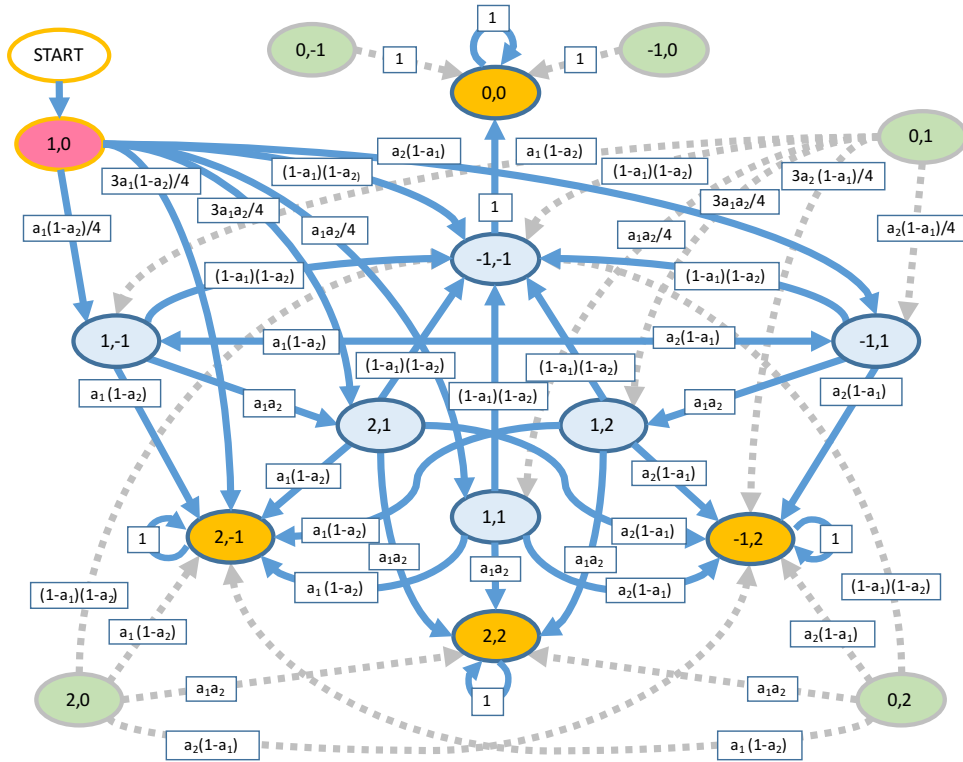 1
0,-1
-1,0
START
1
1
0,0
1,0
0,1
a₂(1-a₁)
a₁(1-a₂)
3a₁(1-a₂)/4
(1-a₁)(1-a₂)
(1-a₁)(1-a₂)
3a₂(1-a₁)/4
3a₁a₂/4
3a₁a₂/4
1
a₁(1-a₂)/4
a₁a₂/4
a₁a₂/4
a₂(1-a₁)/4
-1,-1
(1-a₁)(1-a₂)
(1-a₁)(1-a₂)
1,-1
a₁(1-a₂)
a₂(1-a₁)
-1,1
(1-a₁)(1-a₂)
(1-a₁)(1-a₂)
a₁(1-a₂)
a₂(1-a₁)
(1-a₁)(1-a₂)
a₁a₂
a₁a₂
2,1
1,2
a₁(1-a₂)
a₂(1-a₁)
1,1
2,-1
a₁(1-a₂)
a₂(1-a₁)
-1,2
1
1
a₁a₂
a₁a₂
a₁a₂
a₁(1-a₂)
a₂(1-a₁)
(1-a₁)(1-a₂)
(1-a₁)(1-a₂)
a₁(1-a₂)
a₂(1-a₁)
2,2
a₁a₂
a₁a₂
2,0
1
0,2
a₂(1-a₁)
a₁(1-a₂)